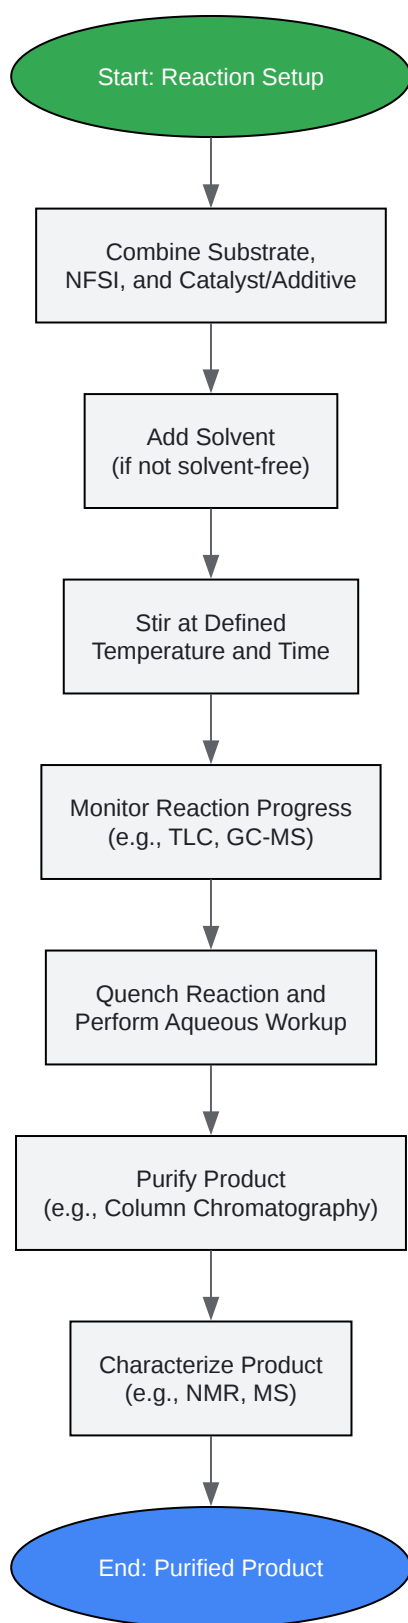 Start: Reaction Setup
Combine Substrate,
NFSI, and Catalyst/Additive
Add Solvent
(if not solvent-free)
Stir at Defined
Temperature and Time
Monitor Reaction Progress
(e.g., TLC, GC-MS)
Quench Reaction and
Perform Aqueous Workup
Purify Product
(e.g., Column Chromatography)
Characterize Product
(e.g., NMR, MS)
End: Purified Product